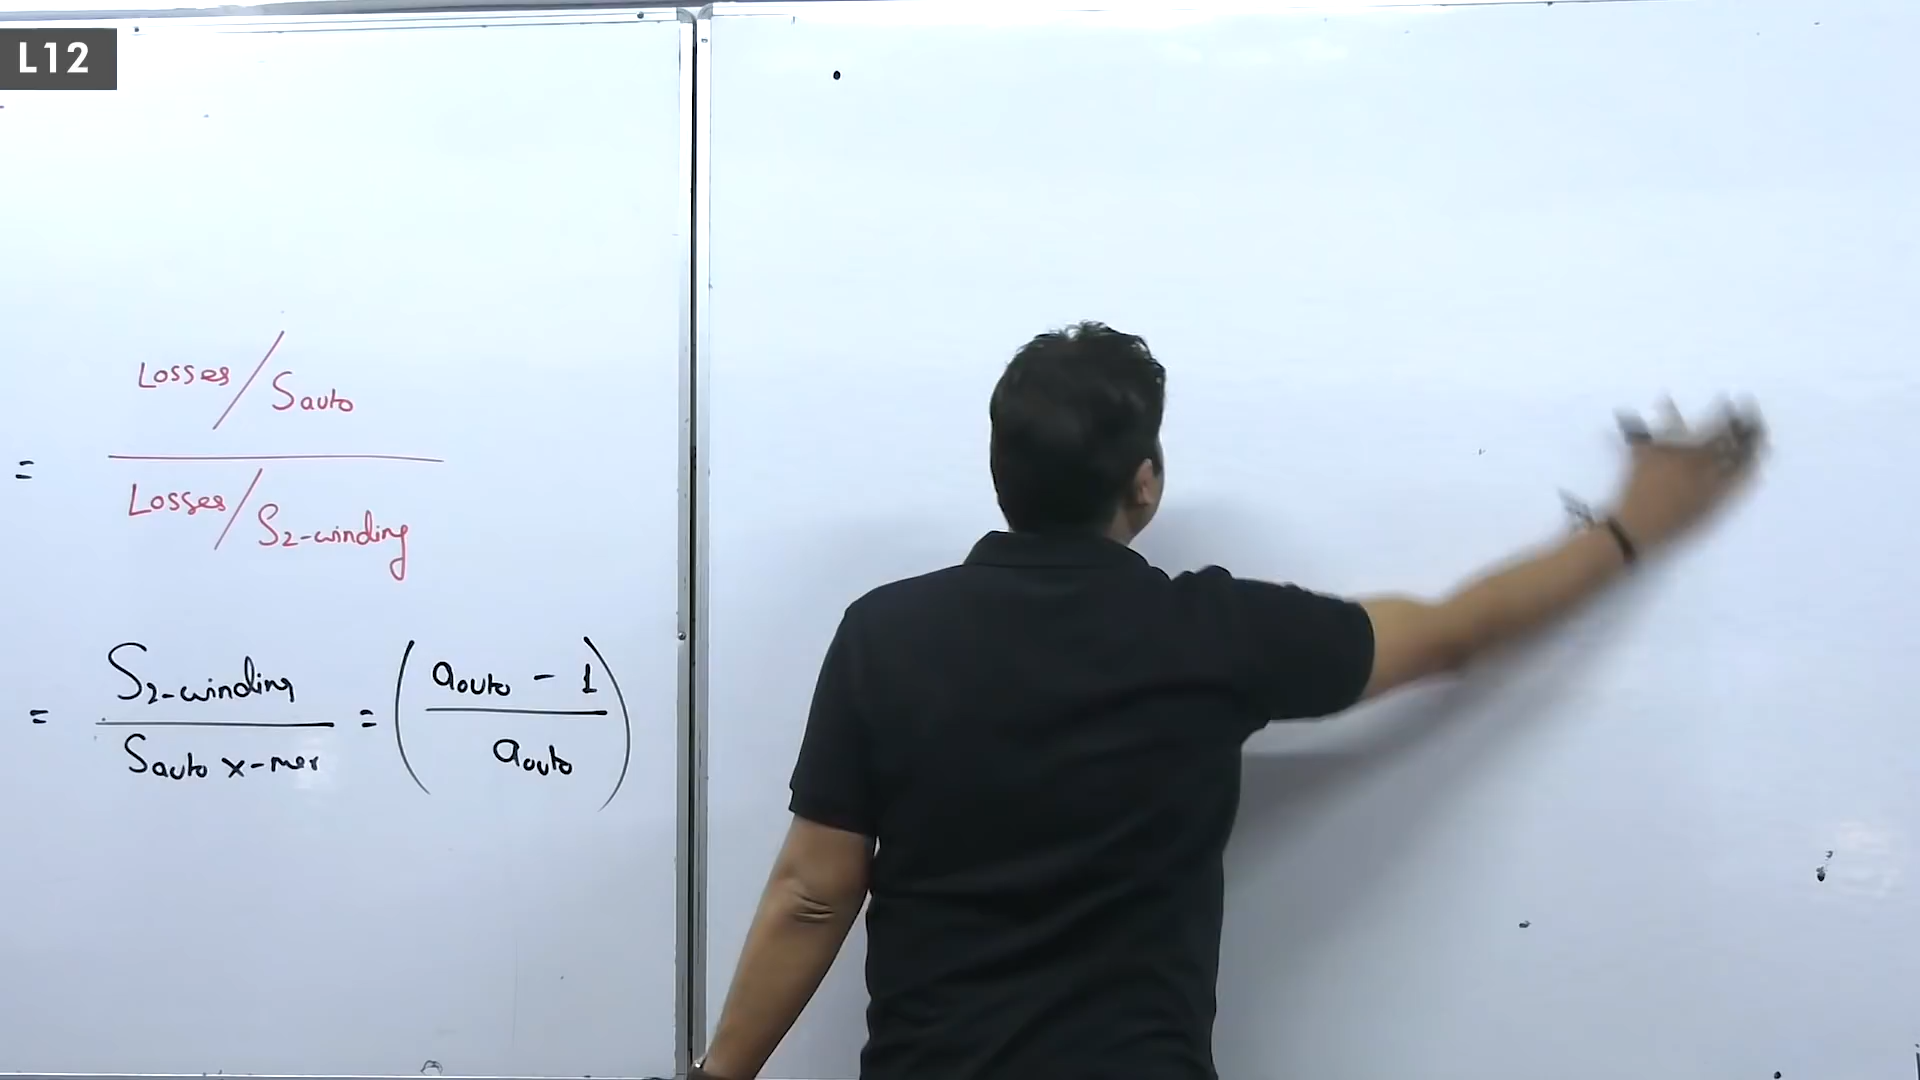 L12
Losses / Sauto
=
Losses / S2-winding
= S2-winding / Sauto x-mer = ( aauto - 1 / aauto )